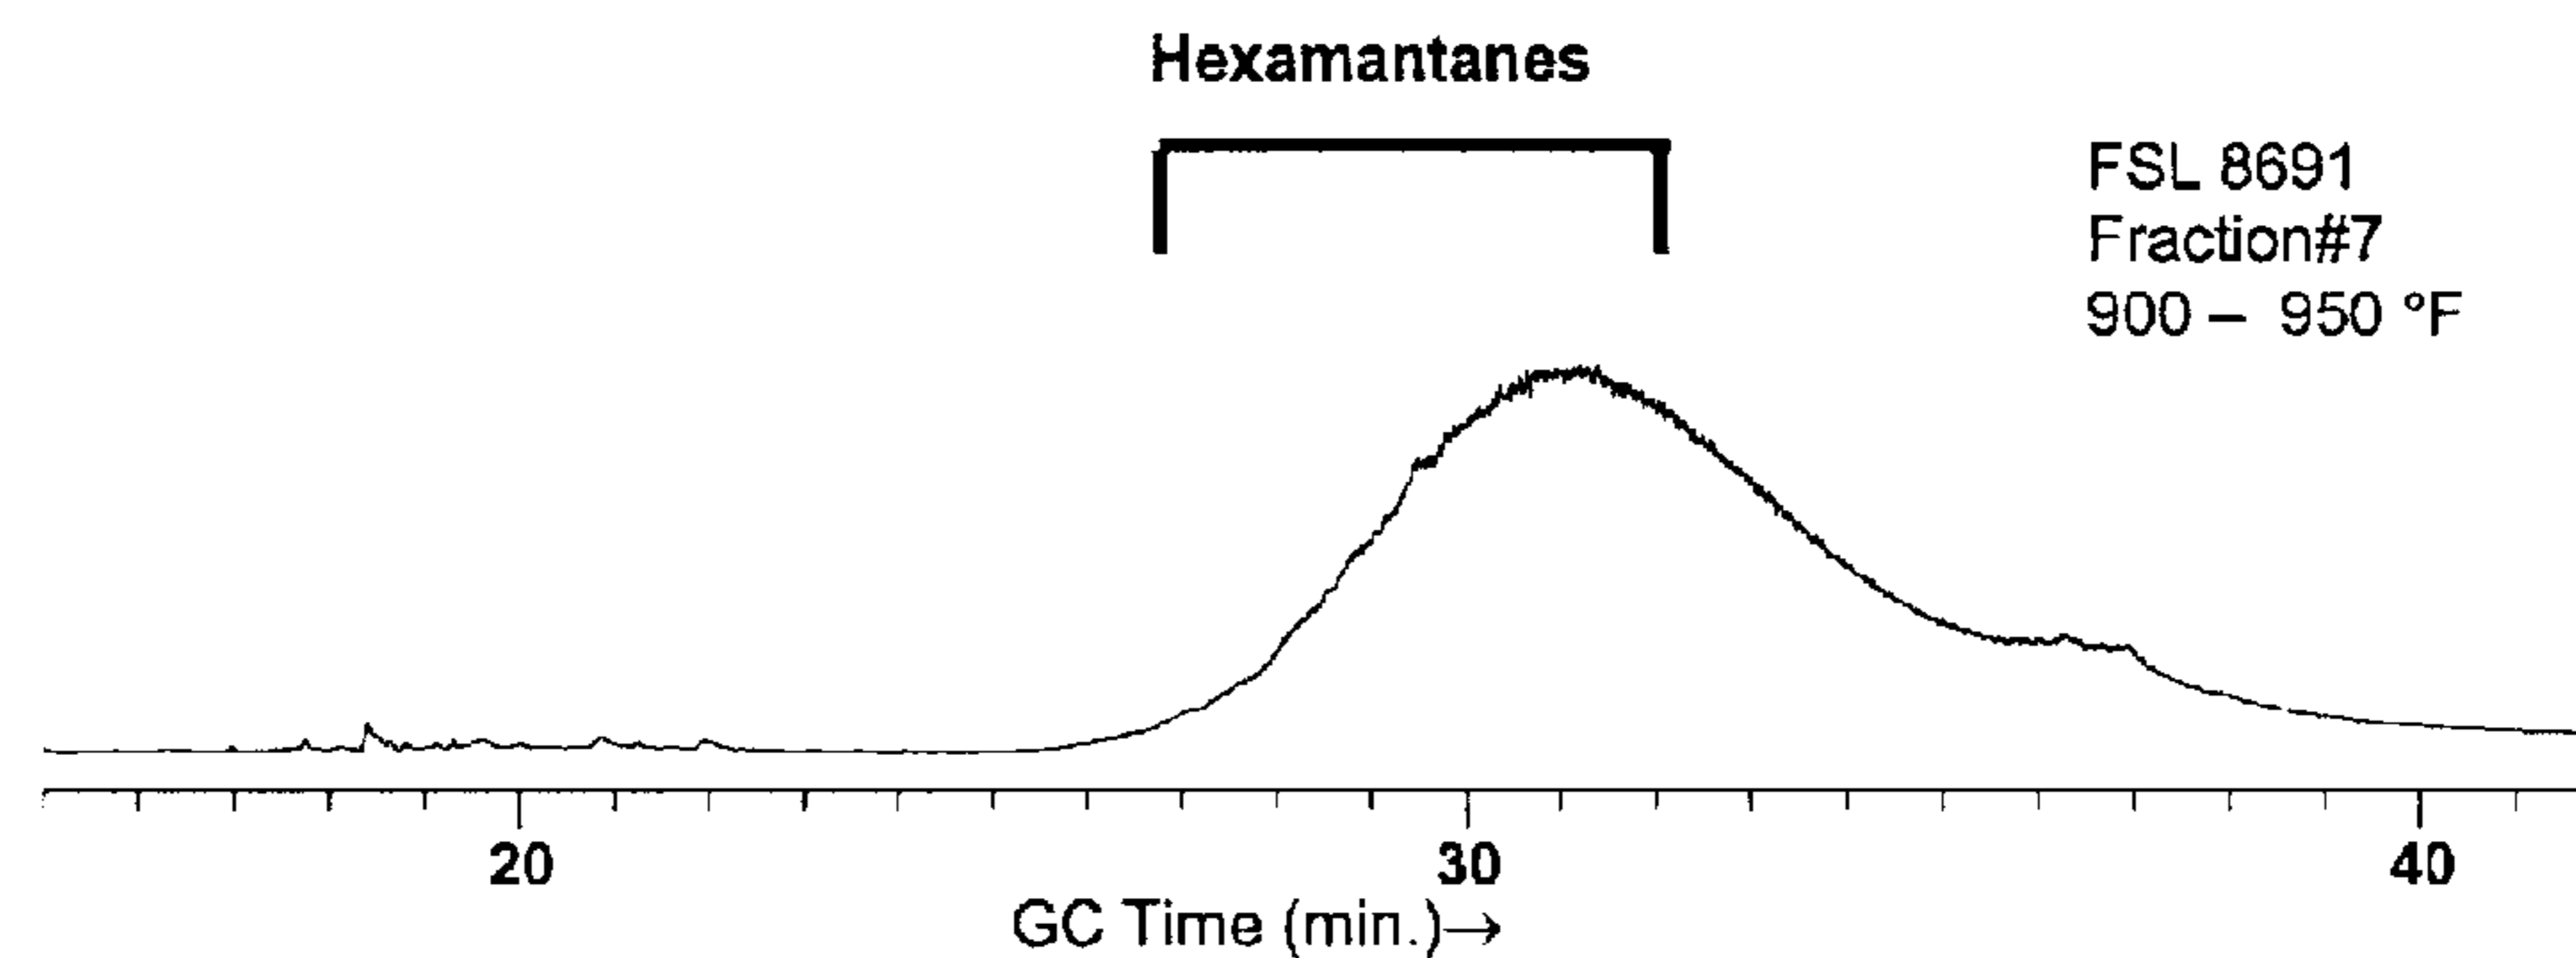 Hexamantanes
FSL 8691
Fraction#7
900 – 950 °F
20
30
40
GC Time (min.)→